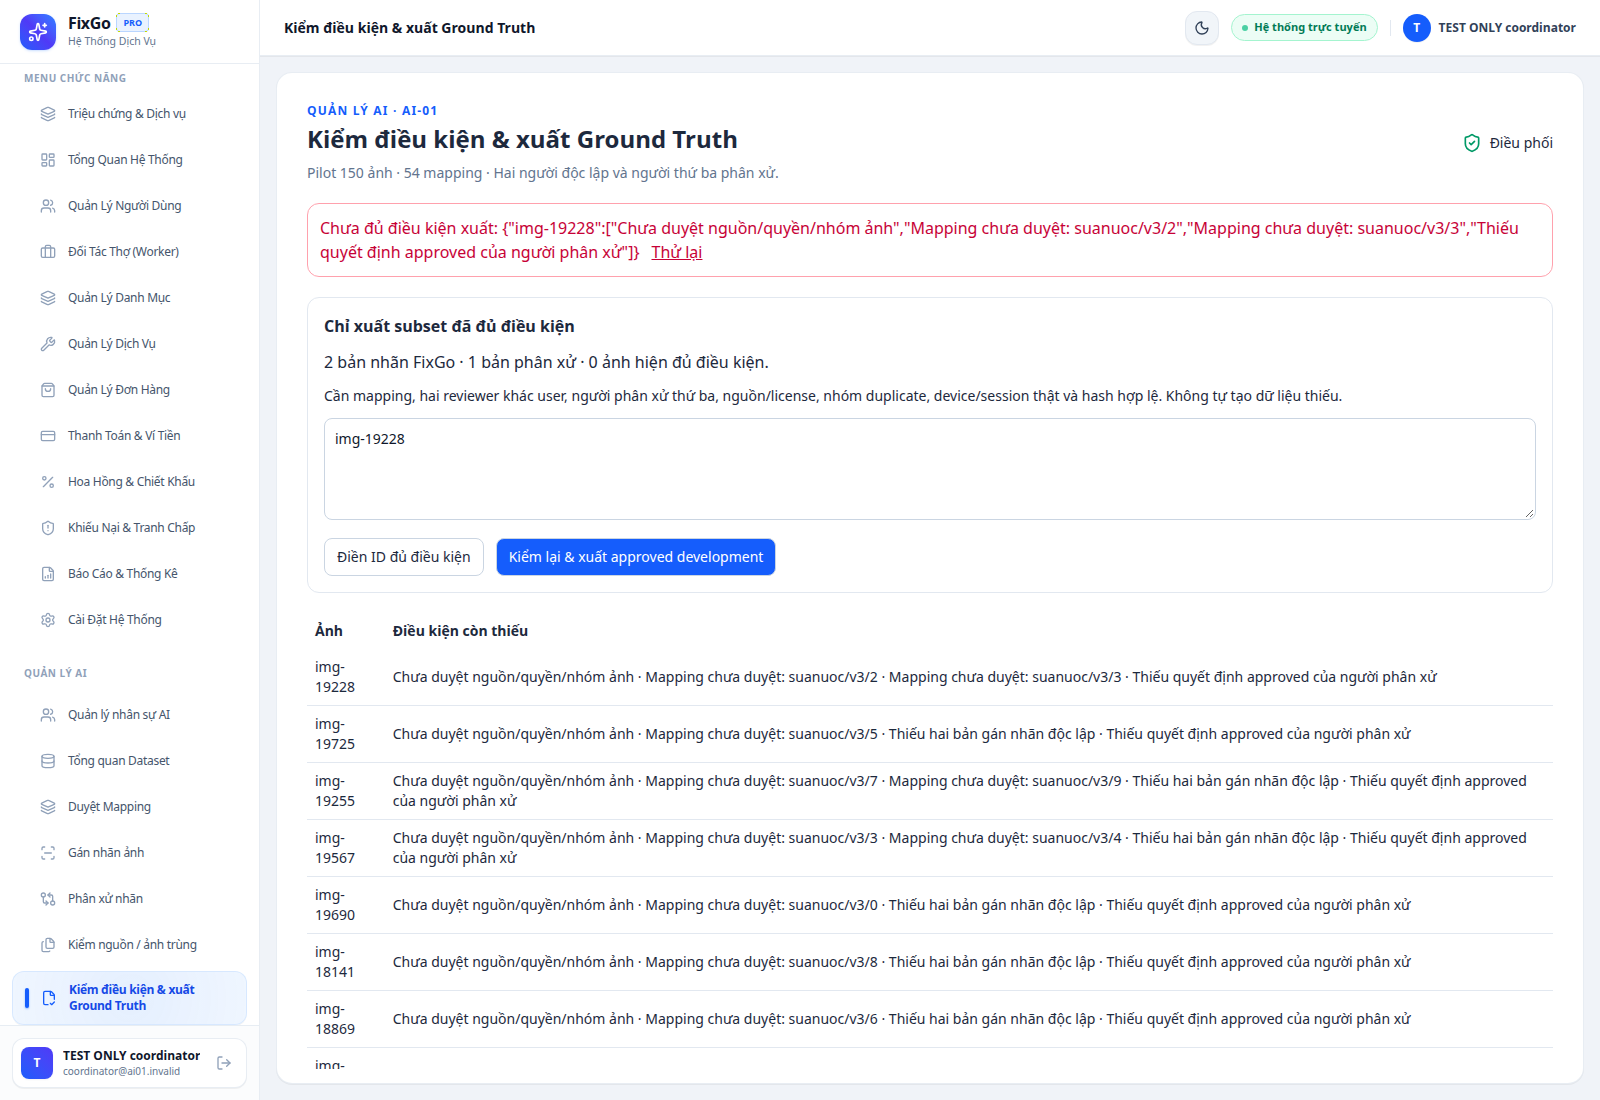 FixGo PRO
Hệ Thống Dịch Vụ
MENU CHỨC NĂNG
Triệu chứng & Dịch vụ
Tổng Quan Hệ Thống
Quản Lý Người Dùng
Đối Tác Thợ (Worker)
Quản Lý Danh Mục
Quản Lý Dịch Vụ
Quản Lý Đơn Hàng
Thanh Toán & Ví Tiền
Hoa Hồng & Chiết Khấu
Khiếu Nại & Tranh Chấp
Báo Cáo & Thống Kê
Cài Đặt Hệ Thống
QUẢN LÝ AI
Quản lý nhân sự AI
Tổng quan Dataset
Duyệt Mapping
Gán nhãn ảnh
Phân xử nhãn
Kiểm nguồn / ảnh trùng
Kiểm điều kiện & xuất
Ground Truth
T
TEST ONLY coordinator
coordinator@ai01.invalid
Kiểm điều kiện & xuất Ground Truth
Hệ thống trực tuyến
T
TEST ONLY coordinator
QUẢN LÝ AI · AI-01
Kiểm điều kiện & xuất Ground Truth
Điều phối
Pilot 150 ảnh · 54 mapping · Hai người độc lập và người thứ ba phân xử.
Chưa đủ điều kiện xuất: {"img-19228":["Chưa duyệt nguồn/quyền/nhóm ảnh","Mapping chưa duyệt: suanuoc/v3/2","Mapping chưa duyệt: suanuoc/v3/3","Thiếu
quyết định approved của người phân xử"]} Thử lại
Chỉ xuất subset đã đủ điều kiện
2 bản nhãn FixGo · 1 bản phân xử · 0 ảnh hiện đủ điều kiện.
Cần mapping, hai reviewer khác user, người phân xử thứ ba, nguồn/license, nhóm duplicate, device/session thật và hash hợp lệ. Không tự tạo dữ liệu thiếu.
img-19228
Điền ID đủ điều kiện
Kiểm lại & xuất approved development
Ảnh
Điều kiện còn thiếu
img-
19228
Chưa duyệt nguồn/quyền/nhóm ảnh · Mapping chưa duyệt: suanuoc/v3/2 · Mapping chưa duyệt: suanuoc/v3/3 · Thiếu quyết định approved của người phân xử
img-
19725
Chưa duyệt nguồn/quyền/nhóm ảnh · Mapping chưa duyệt: suanuoc/v3/5 · Thiếu hai bản gán nhãn độc lập · Thiếu quyết định approved của người phân xử
img-
19255
Chưa duyệt nguồn/quyền/nhóm ảnh · Mapping chưa duyệt: suanuoc/v3/7 · Mapping chưa duyệt: suanuoc/v3/9 · Thiếu hai bản gán nhãn độc lập · Thiếu quyết định approved
của người phân xử
img-
19567
Chưa duyệt nguồn/quyền/nhóm ảnh · Mapping chưa duyệt: suanuoc/v3/3 · Mapping chưa duyệt: suanuoc/v3/4 · Thiếu hai bản gán nhãn độc lập · Thiếu quyết định approved
của người phân xử
img-
19690
Chưa duyệt nguồn/quyền/nhóm ảnh · Mapping chưa duyệt: suanuoc/v3/0 · Thiếu hai bản gán nhãn độc lập · Thiếu quyết định approved của người phân xử
img-
18141
Chưa duyệt nguồn/quyền/nhóm ảnh · Mapping chưa duyệt: suanuoc/v3/8 · Thiếu hai bản gán nhãn độc lập · Thiếu quyết định approved của người phân xử
img-
18869
Chưa duyệt nguồn/quyền/nhóm ảnh · Mapping chưa duyệt: suanuoc/v3/6 · Thiếu hai bản gán nhãn độc lập · Thiếu quyết định approved của người phân xử
img-